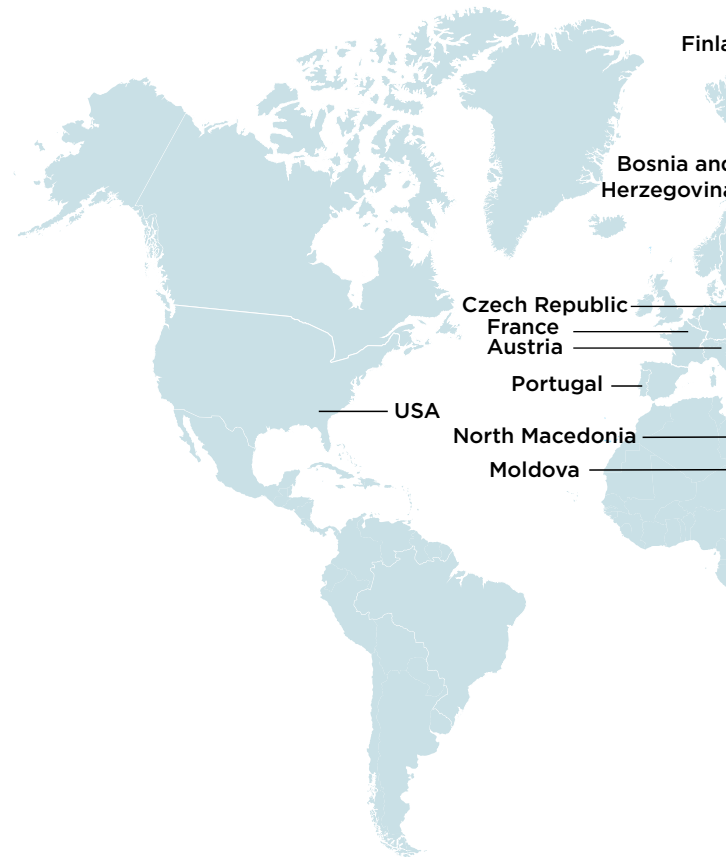 Finla
Bosnia and
Herzegovina
Czech Republic
France
Austria
Portugal
USA
North Macedonia
Moldova